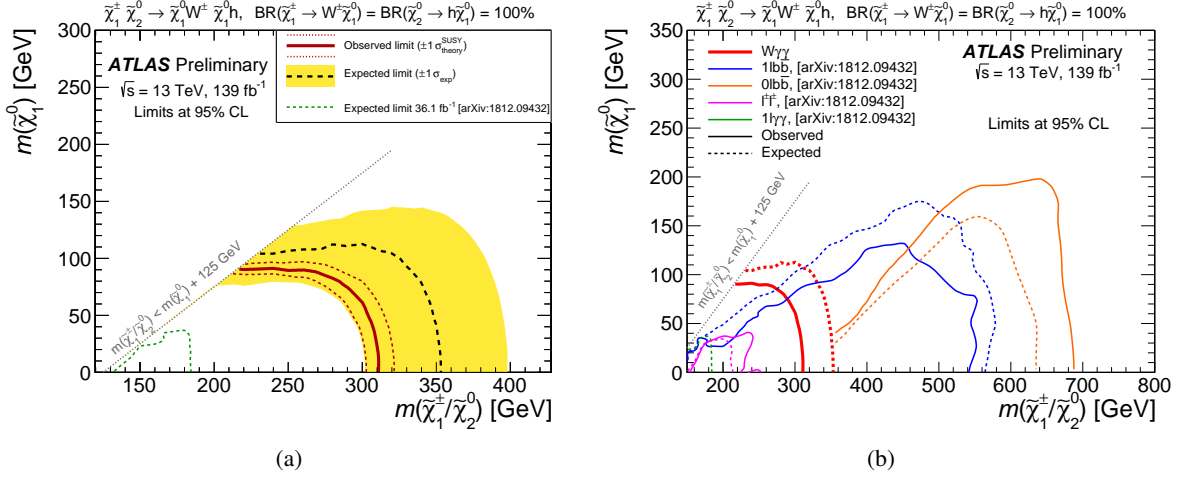 χ̃₁± χ̃₂⁰ → χ̃₁⁰W± χ̃₁⁰h, BR(χ̃₁± → W±χ̃₁⁰) = BR(χ̃₂⁰ → hχ̃₁⁰) = 100%
m(χ̃₁⁰) [GeV]
300
250
200
150
100
50
0
ATLAS Preliminary
√s = 13 TeV, 139 fb⁻¹
Limits at 95% CL
Observed limit (±1 σ_theory^SUSY)
Expected limit (±1 σ_exp)
Expected limit 36.1 fb⁻¹ [arXiv:1812.09432]
m(χ̃₁±/χ̃₂⁰) < m(χ̃₁⁰) + 125 GeV
150 200 250 300 350 400
m(χ̃₁±/χ̃₂⁰) [GeV]
(a)
χ̃₁± χ̃₂⁰ → χ̃₁⁰W± χ̃₁⁰h, BR(χ̃₁± → W±χ̃₁⁰) = BR(χ̃₂⁰ → hχ̃₁⁰) = 100%
m(χ̃₁⁰) [GeV]
350
300
250
200
150
100
50
0
Wγγ
1lbb, [arXiv:1812.09432]
0lbb, [arXiv:1812.09432]
l±l±, [arXiv:1812.09432]
1lγγ, [arXiv:1812.09432]
Observed
Expected
ATLAS Preliminary
√s = 13 TeV, 139 fb⁻¹
Limits at 95% CL
m(χ̃₁±/χ̃₂⁰) < m(χ̃₁⁰) + 125 GeV
200 300 400 500 600 700 800
m(χ̃₁±/χ̃₂⁰) [GeV]
(b)